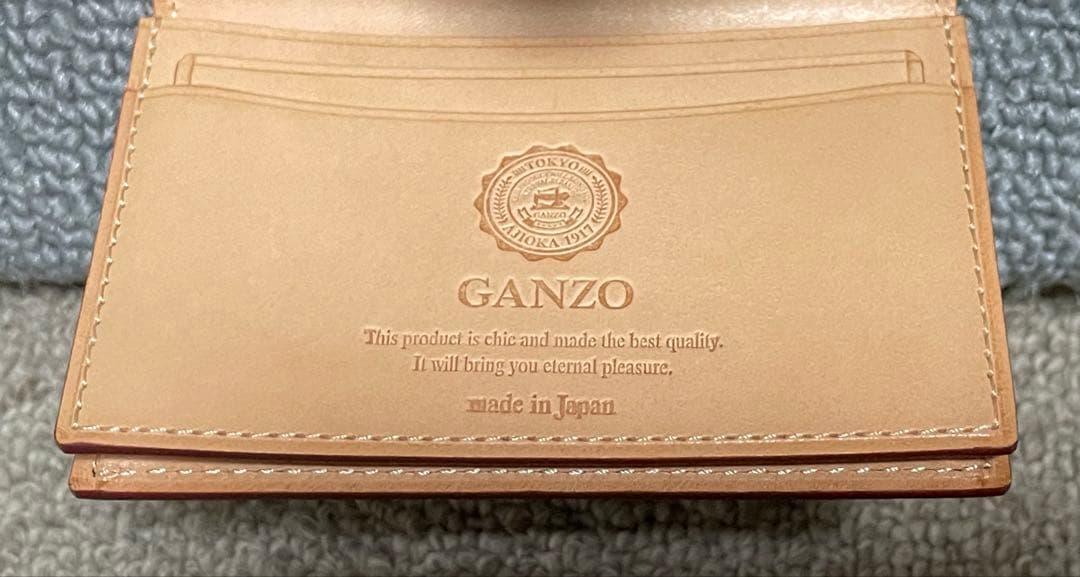 TOKYO
GANZO
AJIOKA 1917
GANZO
This product is chic and made the best quality.
It will bring you eternal pleasure.
made in Japan